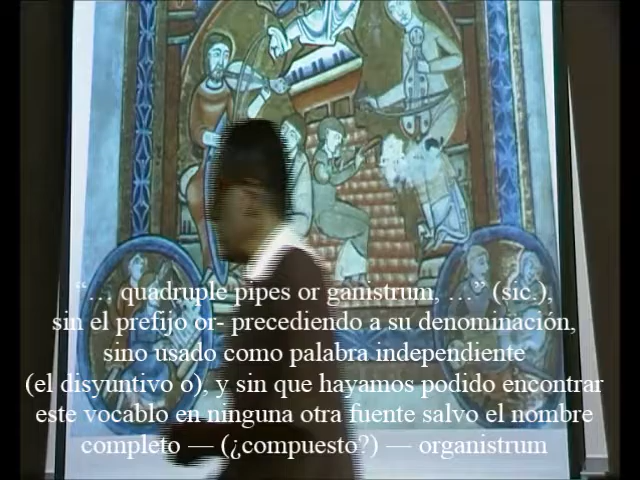 “… quadruple pipes or ganistrum, …” (sic.),
sin el prefijo or- precediendo a su denominación,
sino usado como palabra independiente
(el disyuntivo o), y sin que hayamos podido encontrar
este vocablo en ninguna otra fuente salvo el nombre
completo — (¿compuesto?) — organistrum